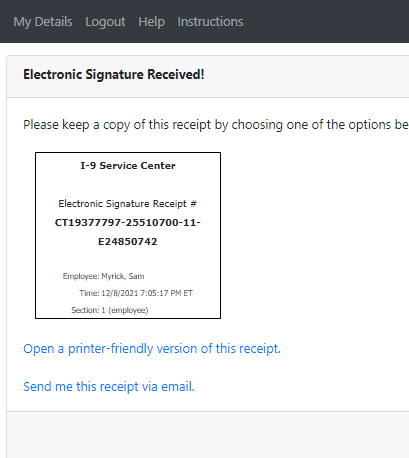 My Details Logout Help Instructions
Electronic Signature Received!
Please keep a copy of this receipt by choosing one of the options be
I-9 Service Center
Electronic Signature Receipt #
CT19377797-25510700-11-
E24850742
Employee: Myrick, Sam
Time: 12/8/2021 7:05:17 PM ET
Section: 1 (employee)
Open a printer-friendly version of this receipt.
Send me this receipt via email.